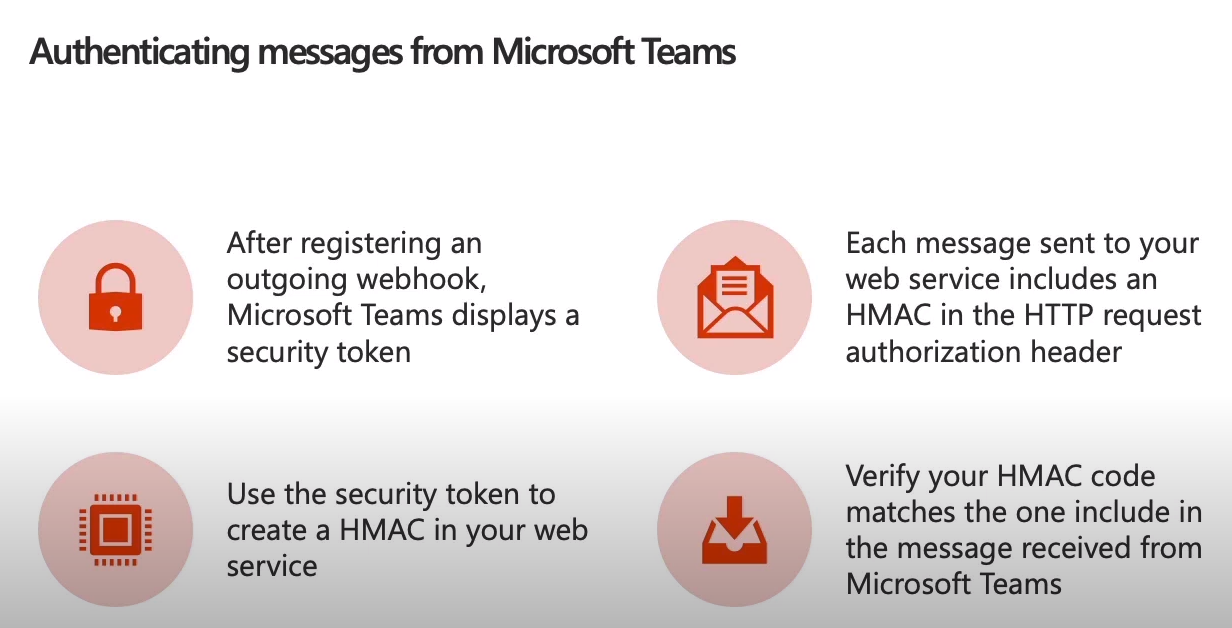 Authenticating messages from Microsoft Teams
After registering an
outgoing webhook,
Microsoft Teams displays a
security token
Each message sent to your
web service includes an
HMAC in the HTTP request
authorization header
Use the security token to
create a HMAC in your web
service
Verify your HMAC code
matches the one include in
the message received from
Microsoft Teams